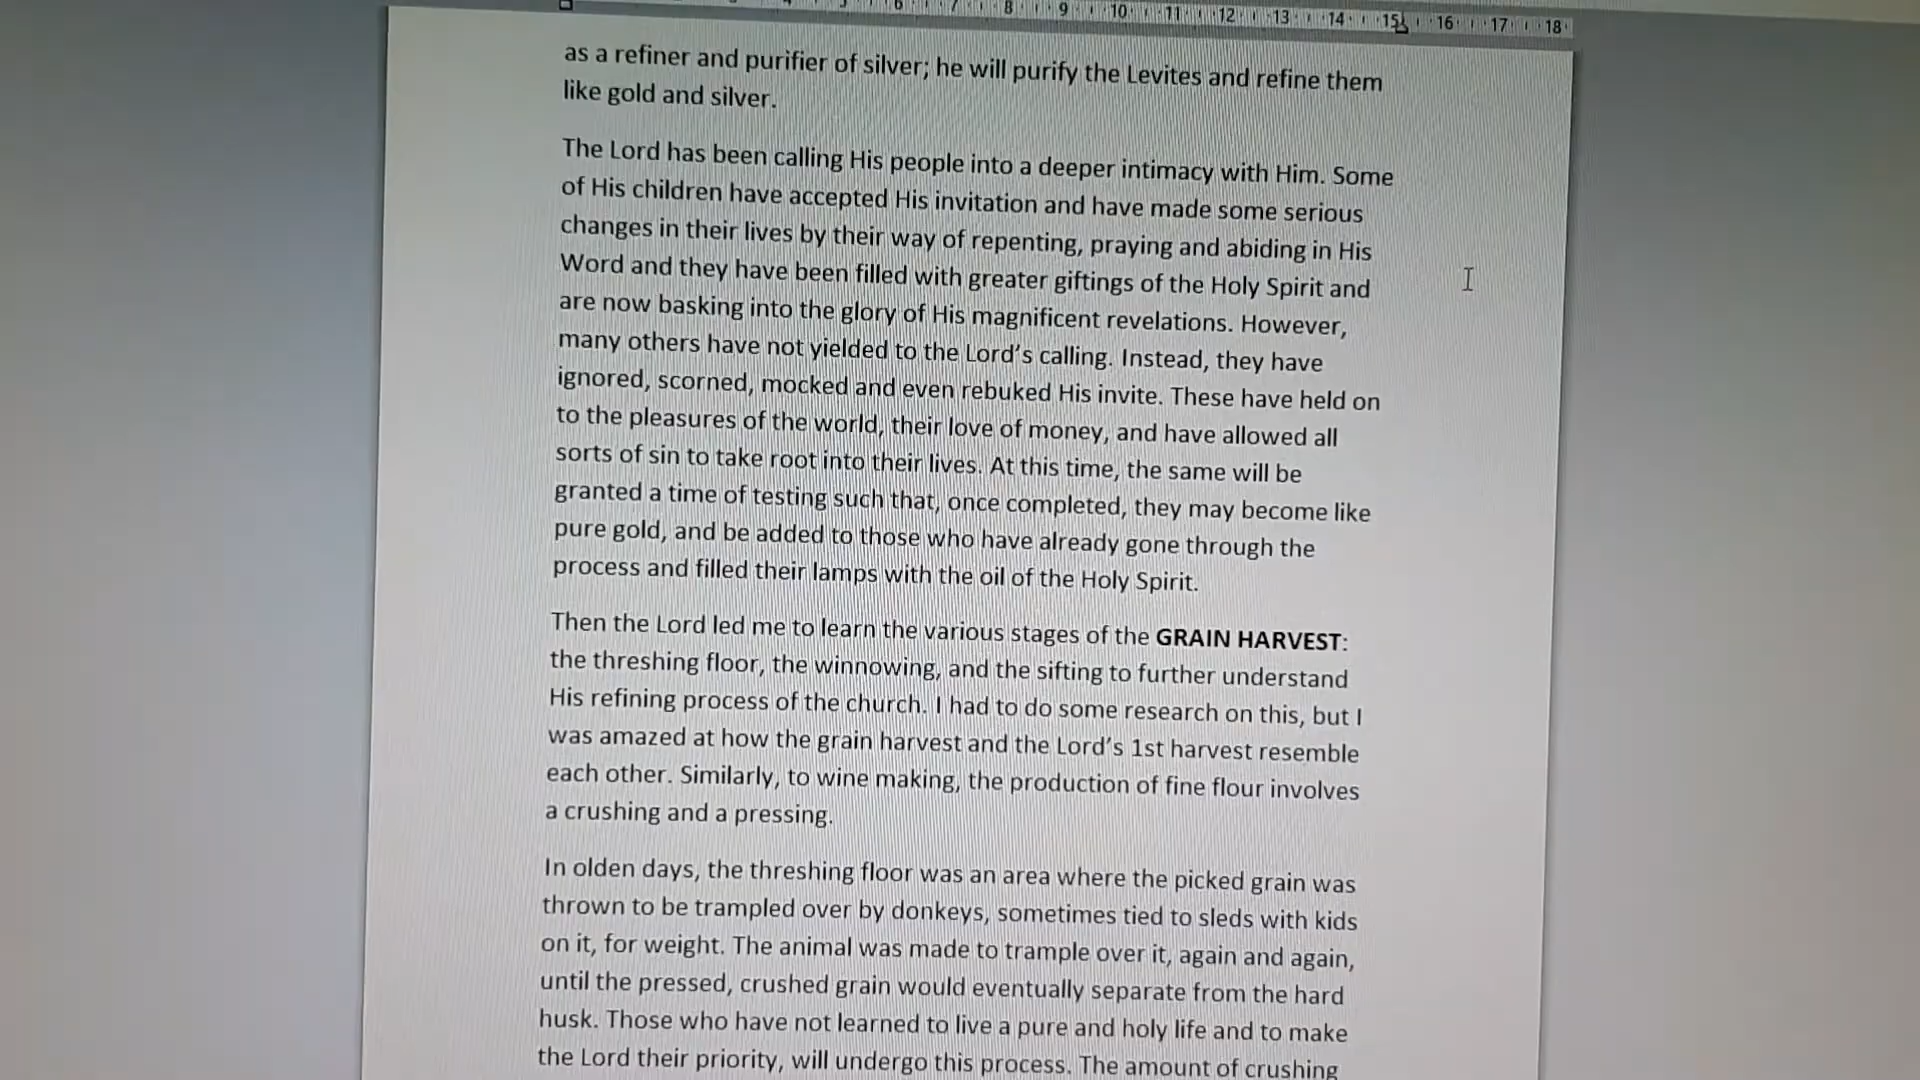 6 7 8 9 10 11 12 13 14 15 16 17 18
as a refiner and purifier of silver; he will purify the Levites and refine them
like gold and silver.
The Lord has been calling His people into a deeper intimacy with Him. Some
of His children have accepted His invitation and have made some serious
changes in their lives by their way of repenting, praying and abiding in His
Word and they have been filled with greater giftings of the Holy Spirit and
are now basking into the glory of His magnificent revelations. However,
many others have not yielded to the Lord's calling. Instead, they have
ignored, scorned, mocked and even rebuked His invite. These have held on
to the pleasures of the world, their love of money, and have allowed all
sorts of sin to take root into their lives. At this time, the same will be
granted a time of testing such that, once completed, they may become like
pure gold, and be added to those who have already gone through the
process and filled their lamps with the oil of the Holy Spirit.
Then the Lord led me to learn the various stages of the GRAIN HARVEST:
the threshing floor, the winnowing, and the sifting to further understand
His refining process of the church. I had to do some research on this, but I
was amazed at how the grain harvest and the Lord's 1st harvest resemble
each other. Similarly, to wine making, the production of fine flour involves
a crushing and a pressing.
In olden days, the threshing floor was an area where the picked grain was
thrown to be trampled over by donkeys, sometimes tied to sleds with kids
on it, for weight. The animal was made to trample over it, again and again,
until the pressed, crushed grain would eventually separate from the hard
husk. Those who have not learned to live a pure and holy life and to make
the Lord their priority, will undergo this process. The amount of crushing